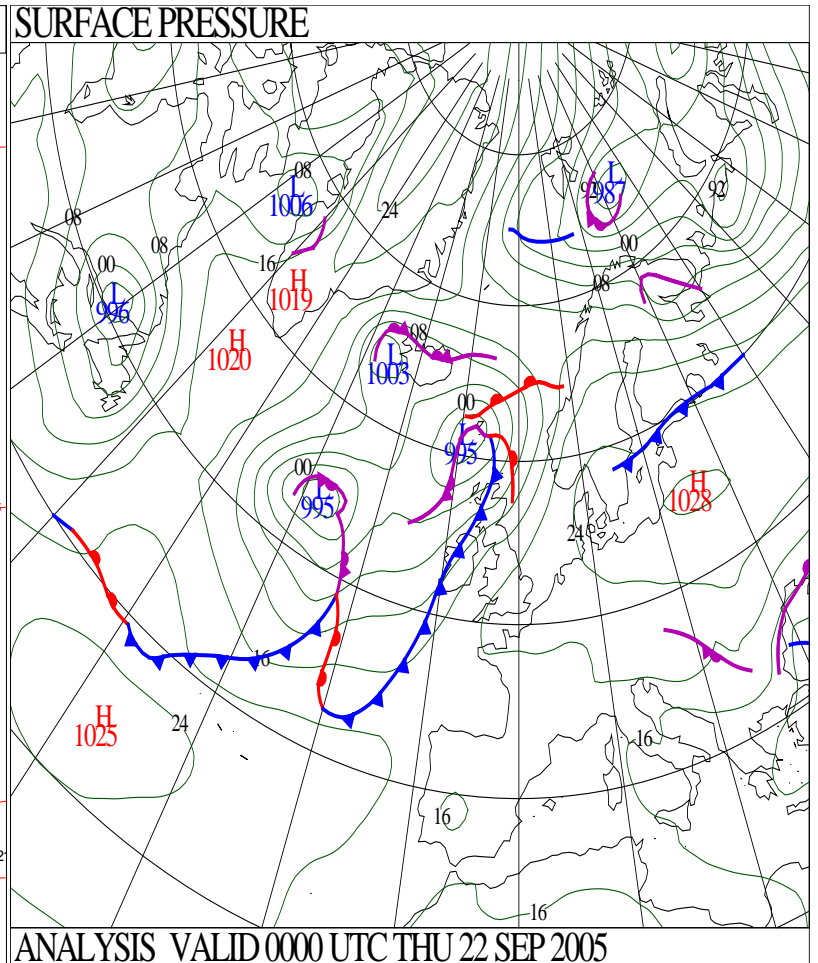 SURFACE PRESSURE
08
L
1006
24
92
L
987
92
08
08
00
00
16
H
1019
08
L
996
08
H
1020
L
1003
00
L
995
00
L
995
H
1028
24
16
H
1025
24
16
16
16
ANALYSIS VALID 0000 UTC THU 22 SEP 2005